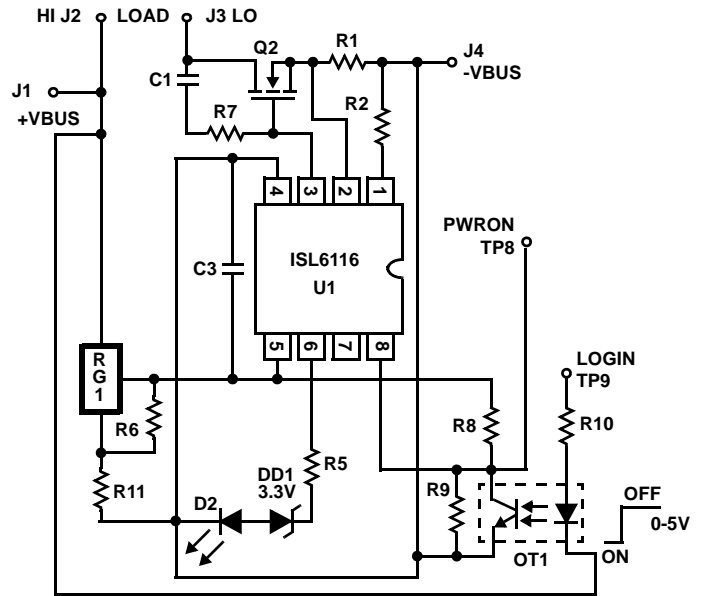 HI J2 LOAD J3 LO
Q2
R1
J4
-VBUS
J1
+VBUS
C1
R7
R2
4 3 2 1
PWRON
TP8
ISL6116
U1
C3
5 6 7 8
RG1
LOGIN
TP9
R6
R8
R10
R11
D2
DD1
3.3V
R5
R9
OFF
0-5V
ON
OT1